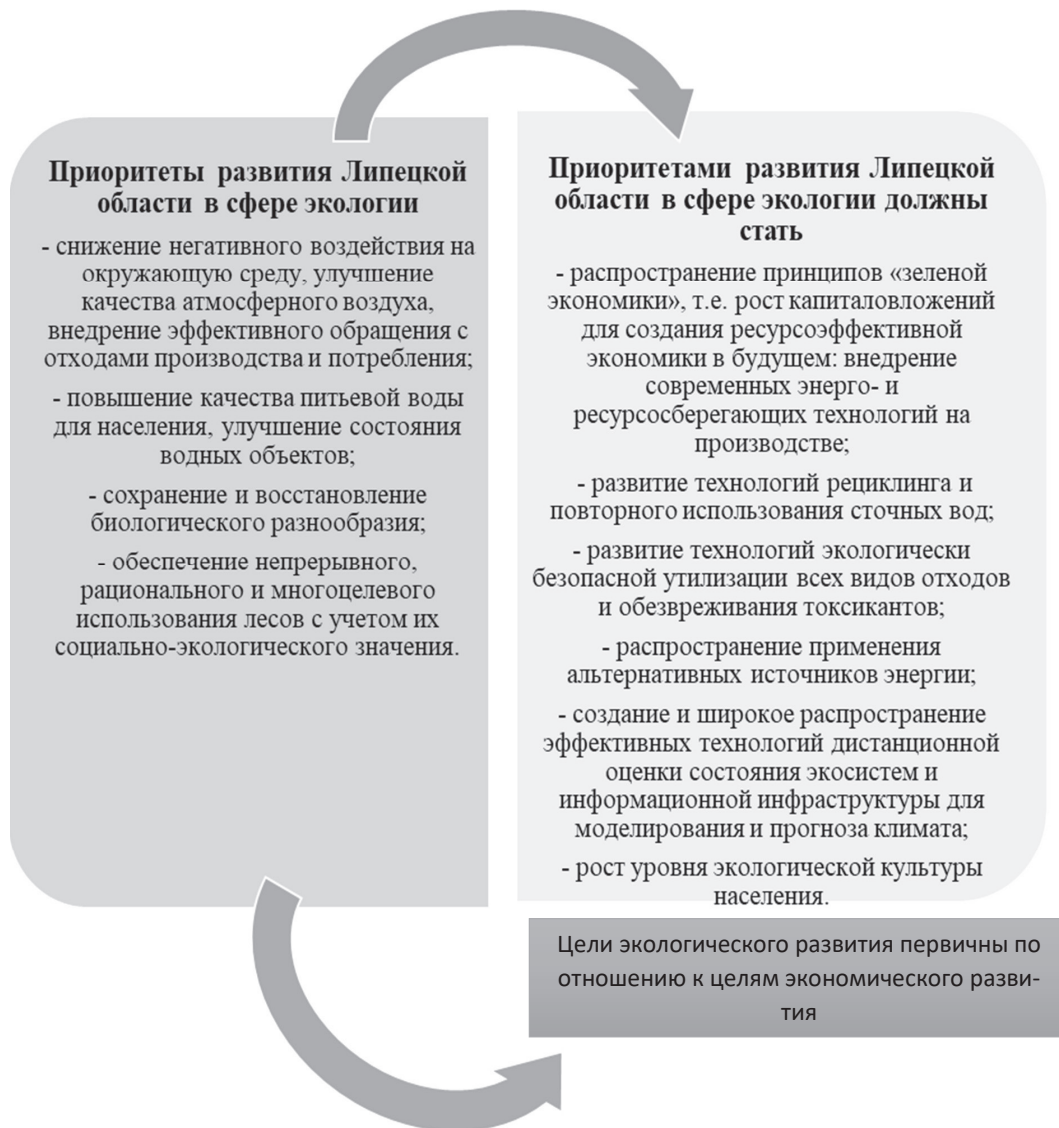 Приоритеты развития Липецкой
области в сфере экологии
- снижение негативного воздействия на
окружающую среду, улучшение
качества атмосферного воздуха,
внедрение эффективного обращения с
отходами производства и потребления;
- повышение качества питьевой воды
для населения, улучшение состояния
водных объектов;
- сохранение и восстановление
биологического разнообразия;
- обеспечение непрерывного,
рационального и многоцелевого
использования лесов с учетом их
социально-экологического значения.
Приоритетами развития Липецкой
области в сфере экологии должны
стать
- распространение принципов «зеленой
экономики», т.е. рост капиталовложений
для создания ресурсоэффективной
экономики в будущем: внедрение
современных энерго- и
ресурсосберегающих технологий на
производстве;
- развитие технологий рециклинга и
повторного использования сточных вод;
- развитие технологий экологически
безопасной утилизации всех видов отходов
и обезвреживания токсикантов;
- распространение применения
альтернативных источников энергии;
- создание и широкое распространение
эффективных технологий дистанционной
оценки состояния экосистем и
информационной инфраструктуры для
моделирования и прогноза климата;
- рост уровня экологической культуры
населения.
Цели экологического развития первичны по
отношению к целям экономического разви-
тия